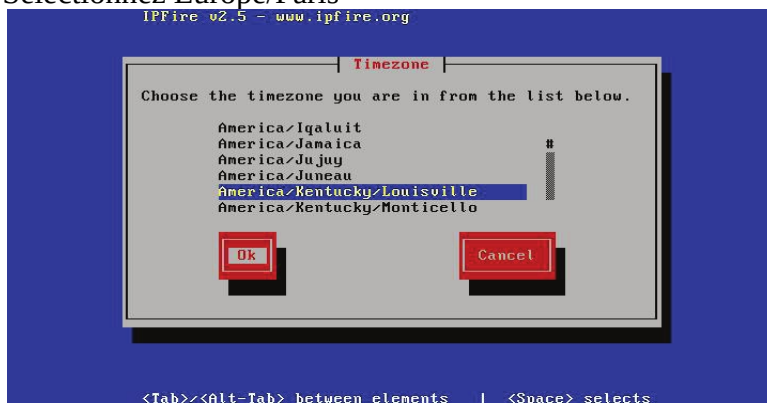 Sélectionnez Europe/Paris
IPFire v2.5 - www.ipfire.org
Timezone
Choose the timezone you are in from the list below.
America/Iqaluit
America/Jamaica
#
America/Jujuy
America/Juneau
America/Kentucky/Louisville
America/Kentucky/Monticello
Ok
Cancel
<Tab>/<Alt-Tab> between elements | <Space> selects